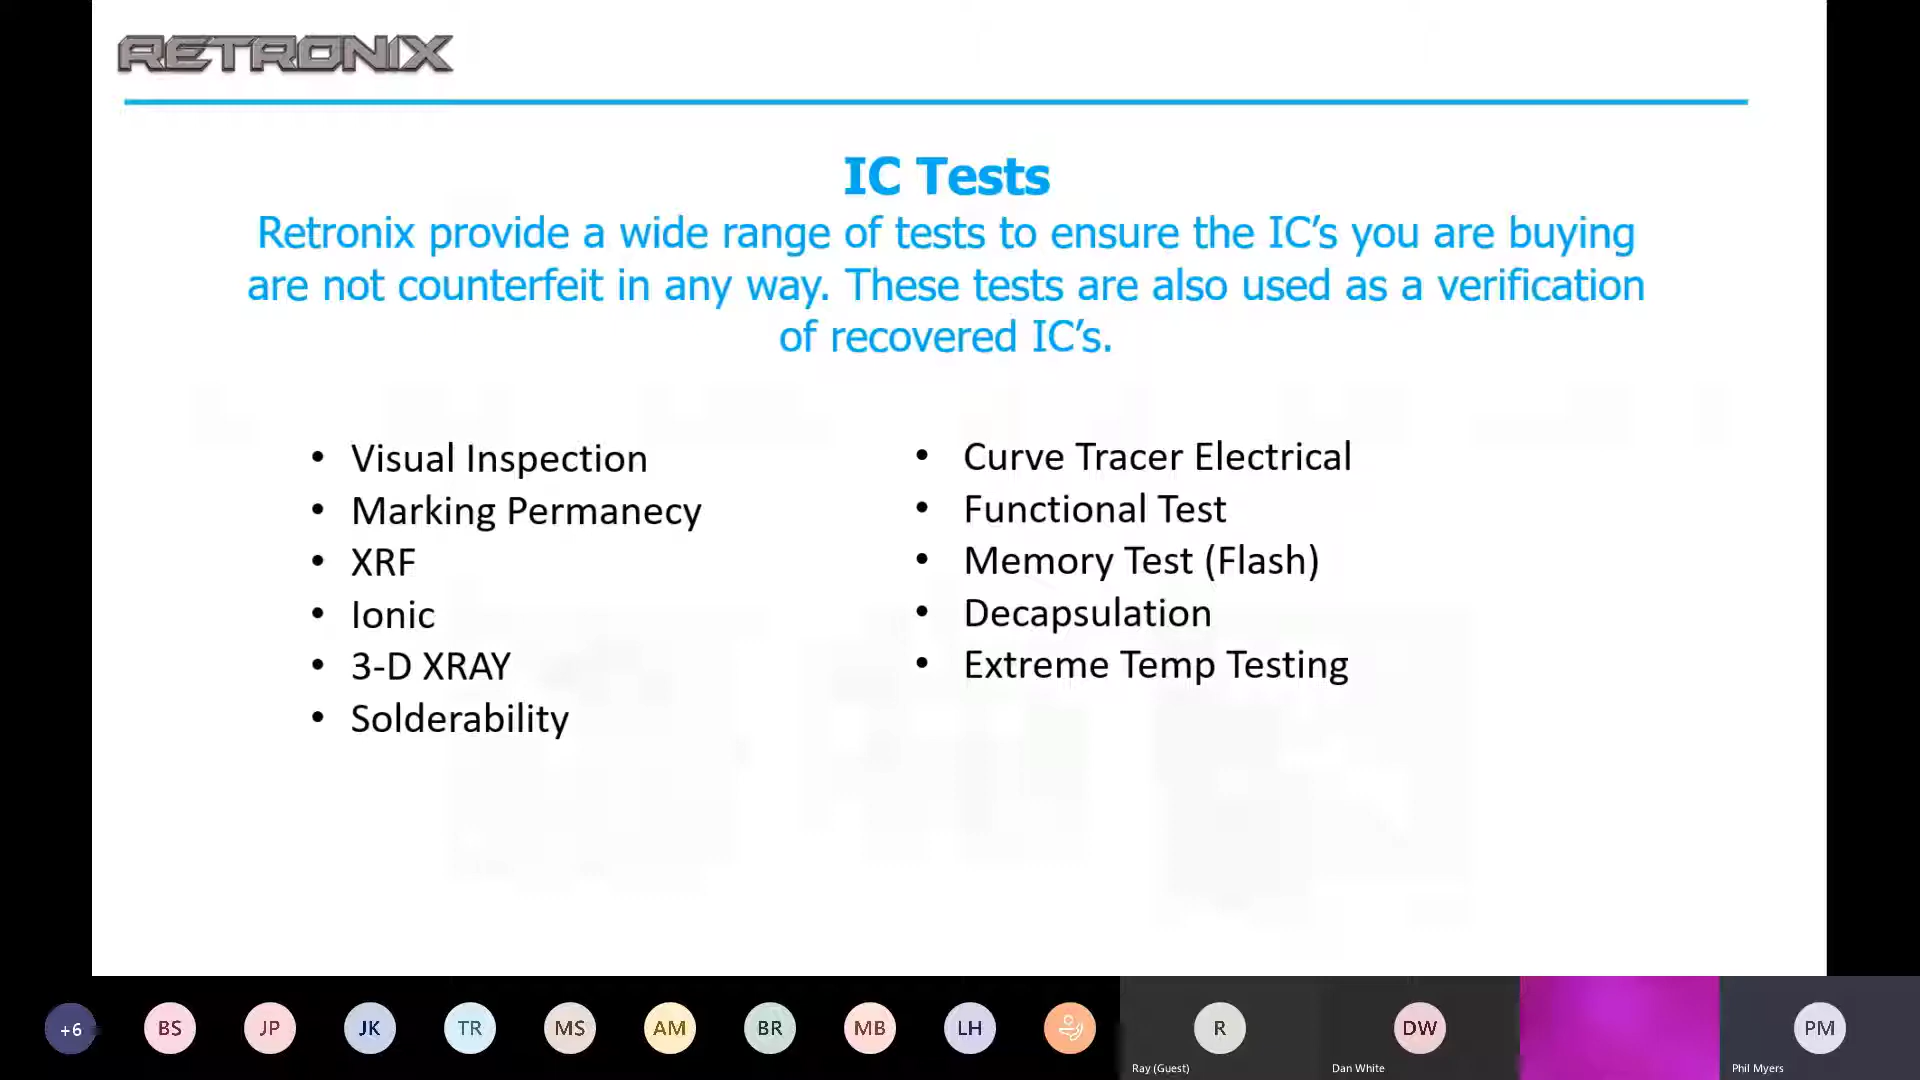 RETRONIX
IC Tests
Retronix provide a wide range of tests to ensure the IC’s you are buying
are not counterfeit in any way. These tests are also used as a verification
of recovered IC’s.
• Visual Inspection
• Marking Permanecy
• XRF
• Ionic
• 3-D XRAY
• Solderability
• Curve Tracer Electrical
• Functional Test
• Memory Test (Flash)
• Decapsulation
• Extreme Temp Testing
+6
BS
JP
JK
TR
MS
AM
BR
MB
LH
R
Ray (Guest)
DW
Dan White
PM
Phil Myers